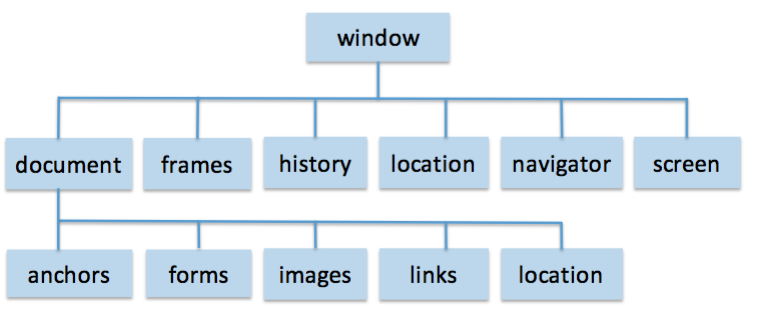 window
document frames history location navigator screen
anchors forms images links location